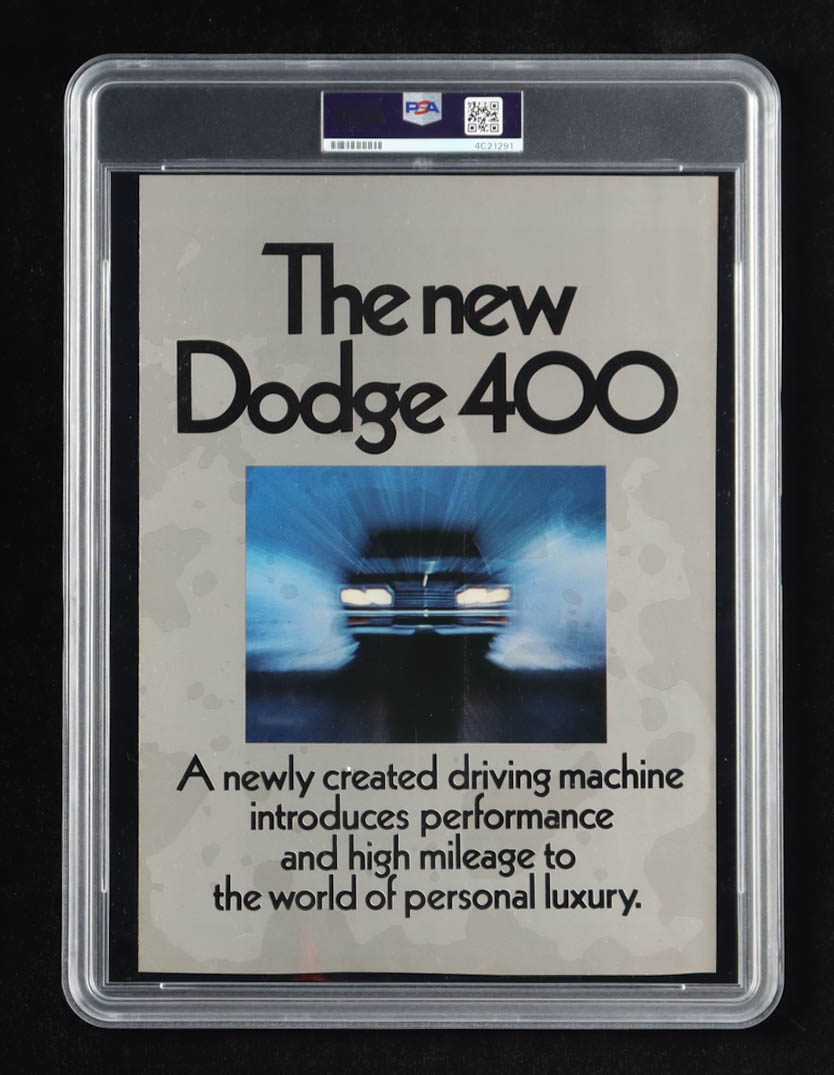 PSA
4C21291
The new
Dodge 400
A newly created driving machine
introduces performance
and high mileage to
the world of personal luxury.